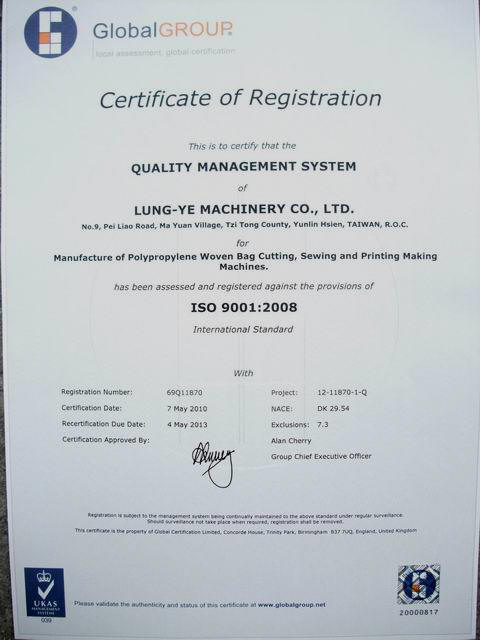 GlobalGROUP®
local assessment, global certification
Certificate of Registration
This is to certify that the
QUALITY MANAGEMENT SYSTEM
of
LUNG-YE MACHINERY CO., LTD.
No.9, Pei Liao Road, Ma Yuan Village, Tzi Tong County, Yunlin Hsien, TAIWAN, R.O.C.
for
Manufacture of Polypropylene Woven Bag Cutting, Sewing and Printing Making
Machines.
has been assessed and registered against the provisions of
ISO 9001:2008
International Standard
With
Registration Number: 69Q11870 Project: 12-11870-1-Q
Certification Date: 7 May 2010 NACE: DK 29.54
Recertification Due Date: 4 May 2013 Exclusions: 7.3
Certification Approved By: Alan Cherry
Group Chief Executive Officer
Registration is subject to the management system being continually maintained to the above standard under regular surveillance.
Should surveillance not take place when required, registration shall be removed.
This certificate is the property of Global Certification Limited, Concorde House, Trinity Park, Birmingham B37 7UQ, England, United Kingdom
UKAS
MANAGEMENT
SYSTEMS
039
Please validate the authenticity and status of this certificate at www.globalgroup.net
20000817